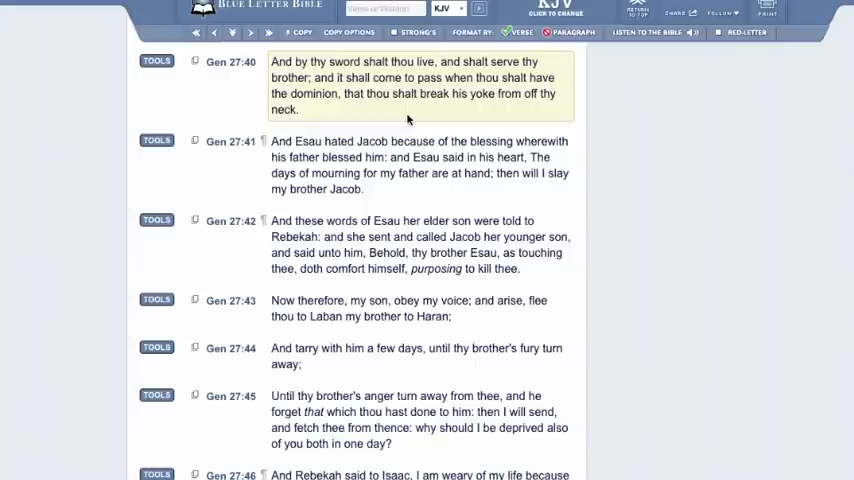 BLUE LETTER BIBLE
KJV
KJV
CLICK TO CHANGE
RETURN
TO TOP
SHARE
FOLLOW
PRINT
COPY
COPY OPTIONS
STRONG'S
FORMAT BY:
VERSE
PARAGRAPH
LISTEN TO THE BIBLE
RED-LETTER
TOOLS Gen 27:40 And by thy sword shalt thou live, and shalt serve thy
brother; and it shall come to pass when thou shalt have
the dominion, that thou shalt break his yoke from off thy
neck.
TOOLS Gen 27:41 ¶ And Esau hated Jacob because of the blessing wherewith
his father blessed him: and Esau said in his heart, The
days of mourning for my father are at hand; then will I slay
my brother Jacob.
TOOLS Gen 27:42 ¶ And these words of Esau her elder son were told to
Rebekah: and she sent and called Jacob her younger son,
and said unto him, Behold, thy brother Esau, as touching
thee, doth comfort himself, purposing to kill thee.
TOOLS Gen 27:43 Now therefore, my son, obey my voice; and arise, flee
thou to Laban my brother to Haran;
TOOLS Gen 27:44 And tarry with him a few days, until thy brother's fury turn
away;
TOOLS Gen 27:45 Until thy brother's anger turn away from thee, and he
forget that which thou hast done to him: then I will send,
and fetch thee from thence: why should I be deprived also
of you both in one day?
TOOLS Gen 27:46 ¶ And Rebekah said to Isaac, I am weary of my life because